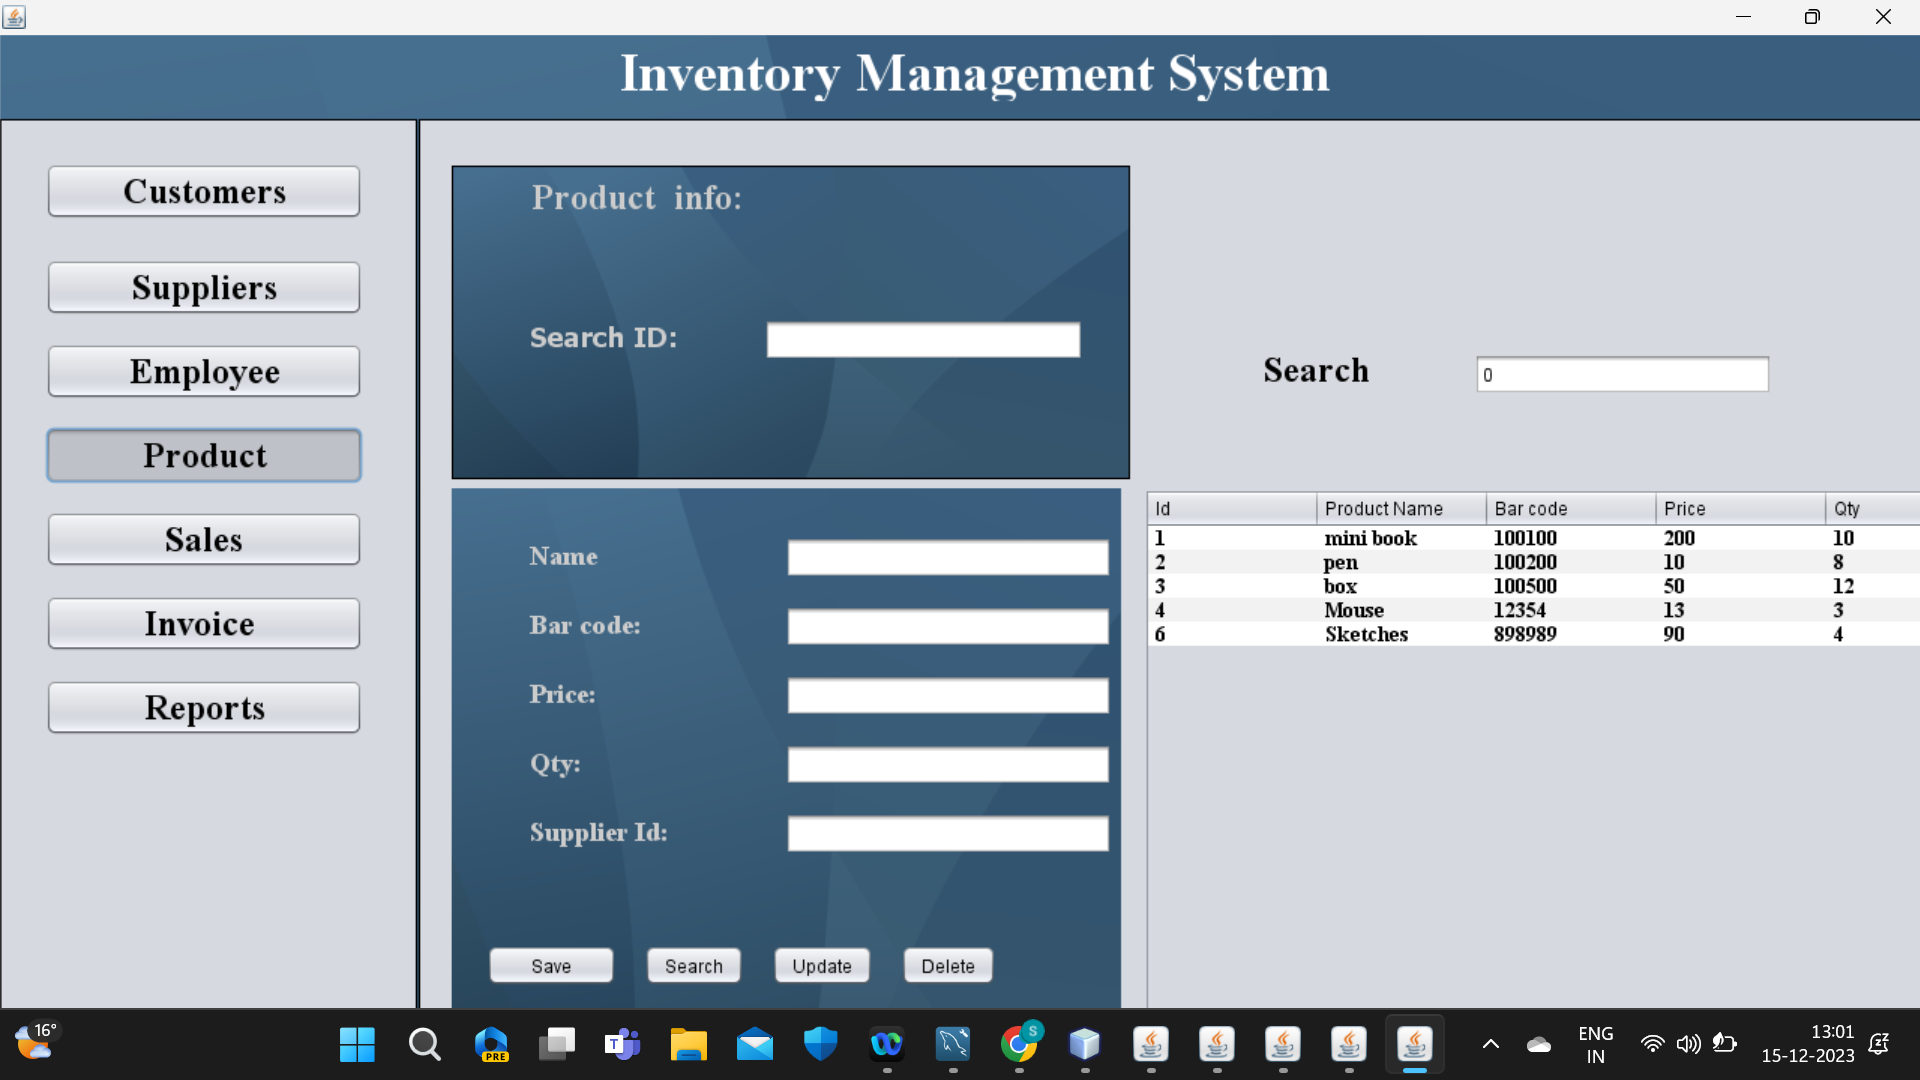 Inventory Management System
Customers
Suppliers
Employee
Product
Sales
Invoice
Reports
Product info:
Search ID:
Search
0
Name
Bar code:
Price:
Qty:
Supplier Id:
Save Search Update Delete
Id Product Name Bar code Price Qty
1 mini book 100100 200 10
2 pen 100200 10 8
3 box 100500 50 12
4 Mouse 12354 13 3
6 Sketches 898989 90 4
16°
PRE
T
S
ENG
IN
13:01
15-12-2023